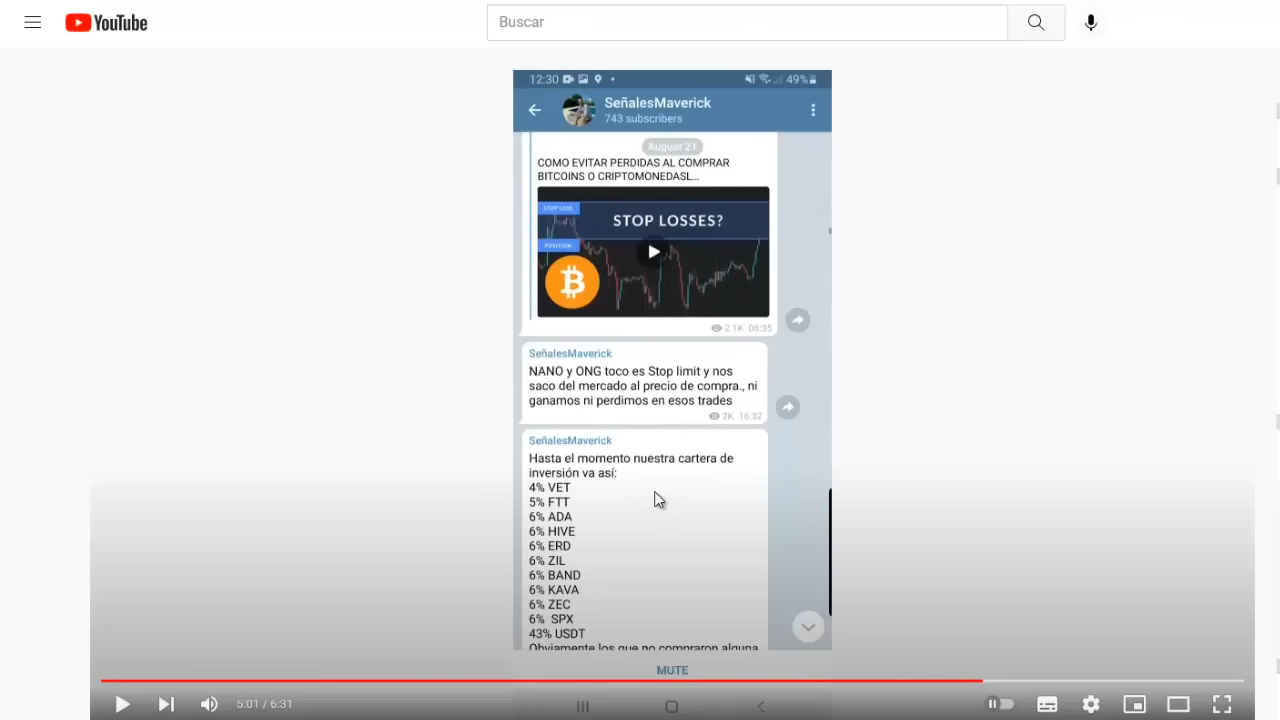 YouTube
Buscar
12:30
49%
SeñalesMaverick
743 subscribers
August 21
COMO EVITAR PERDIDAS AL COMPRAR
BITCOINS O CRIPTOMONEDASL...
STOP LOSS
STOP LOSSES?
POSITION
2.1K 06:35
SeñalesMaverick
NANO y ONG toco es Stop limit y nos
saco del mercado al precio de compra., ni
ganamos ni perdimos en esos trades
2K 16:32
SeñalesMaverick
Hasta el momento nuestra cartera de
inversión va así:
4% VET
5% FTT
6% ADA
6% HIVE
6% ERD
6% ZIL
6% BAND
6% KAVA
6% ZEC
6% SPX
43% USDT
Obviamente los que no compraron alguna
MUTE
5:01 / 6:31